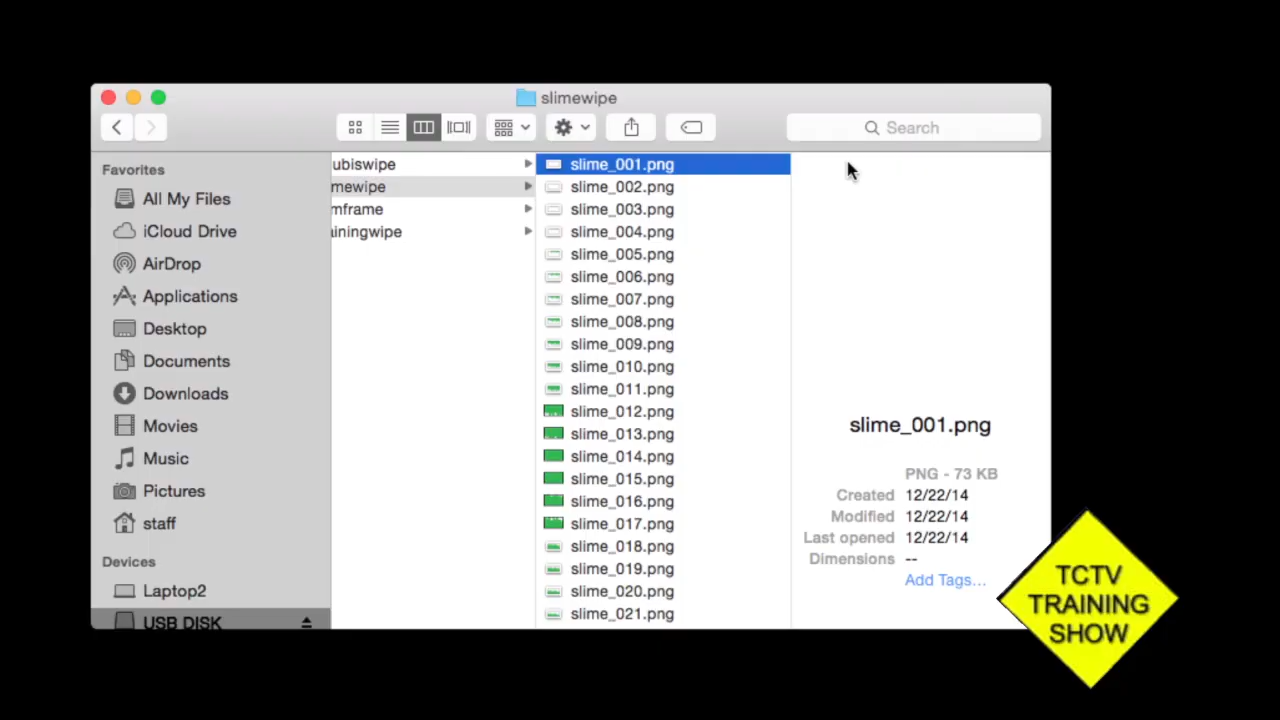 slimewipe
Search
Favorites
All My Files
iCloud Drive
AirDrop
Applications
Desktop
Documents
Downloads
Movies
Music
Pictures
staff
Devices
Laptop2
USB DISK
ubiswipe
mewipe
mframe
ainingwipe
slime_001.png
slime_002.png
slime_003.png
slime_004.png
slime_005.png
slime_006.png
slime_007.png
slime_008.png
slime_009.png
slime_010.png
slime_011.png
slime_012.png
slime_013.png
slime_014.png
slime_015.png
slime_016.png
slime_017.png
slime_018.png
slime_019.png
slime_020.png
slime_021.png
slime_001.png
PNG - 73 KB
Created 12/22/14
Modified 12/22/14
Last opened 12/22/14
Dimensions --
Add Tags...
TCTV
TRAINING
SHOW